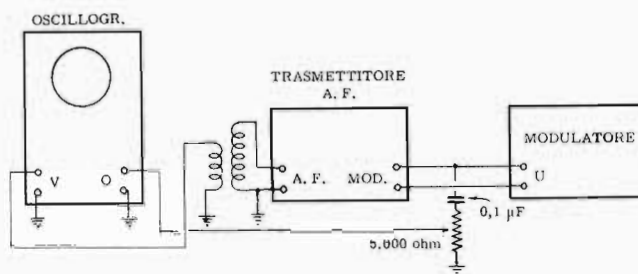 OSCILLOGR.
TRASMETTITORE
A. F.
MODULATORE
V
O
A. F.
MOD.
U
0,1 µF
5,000 ohm